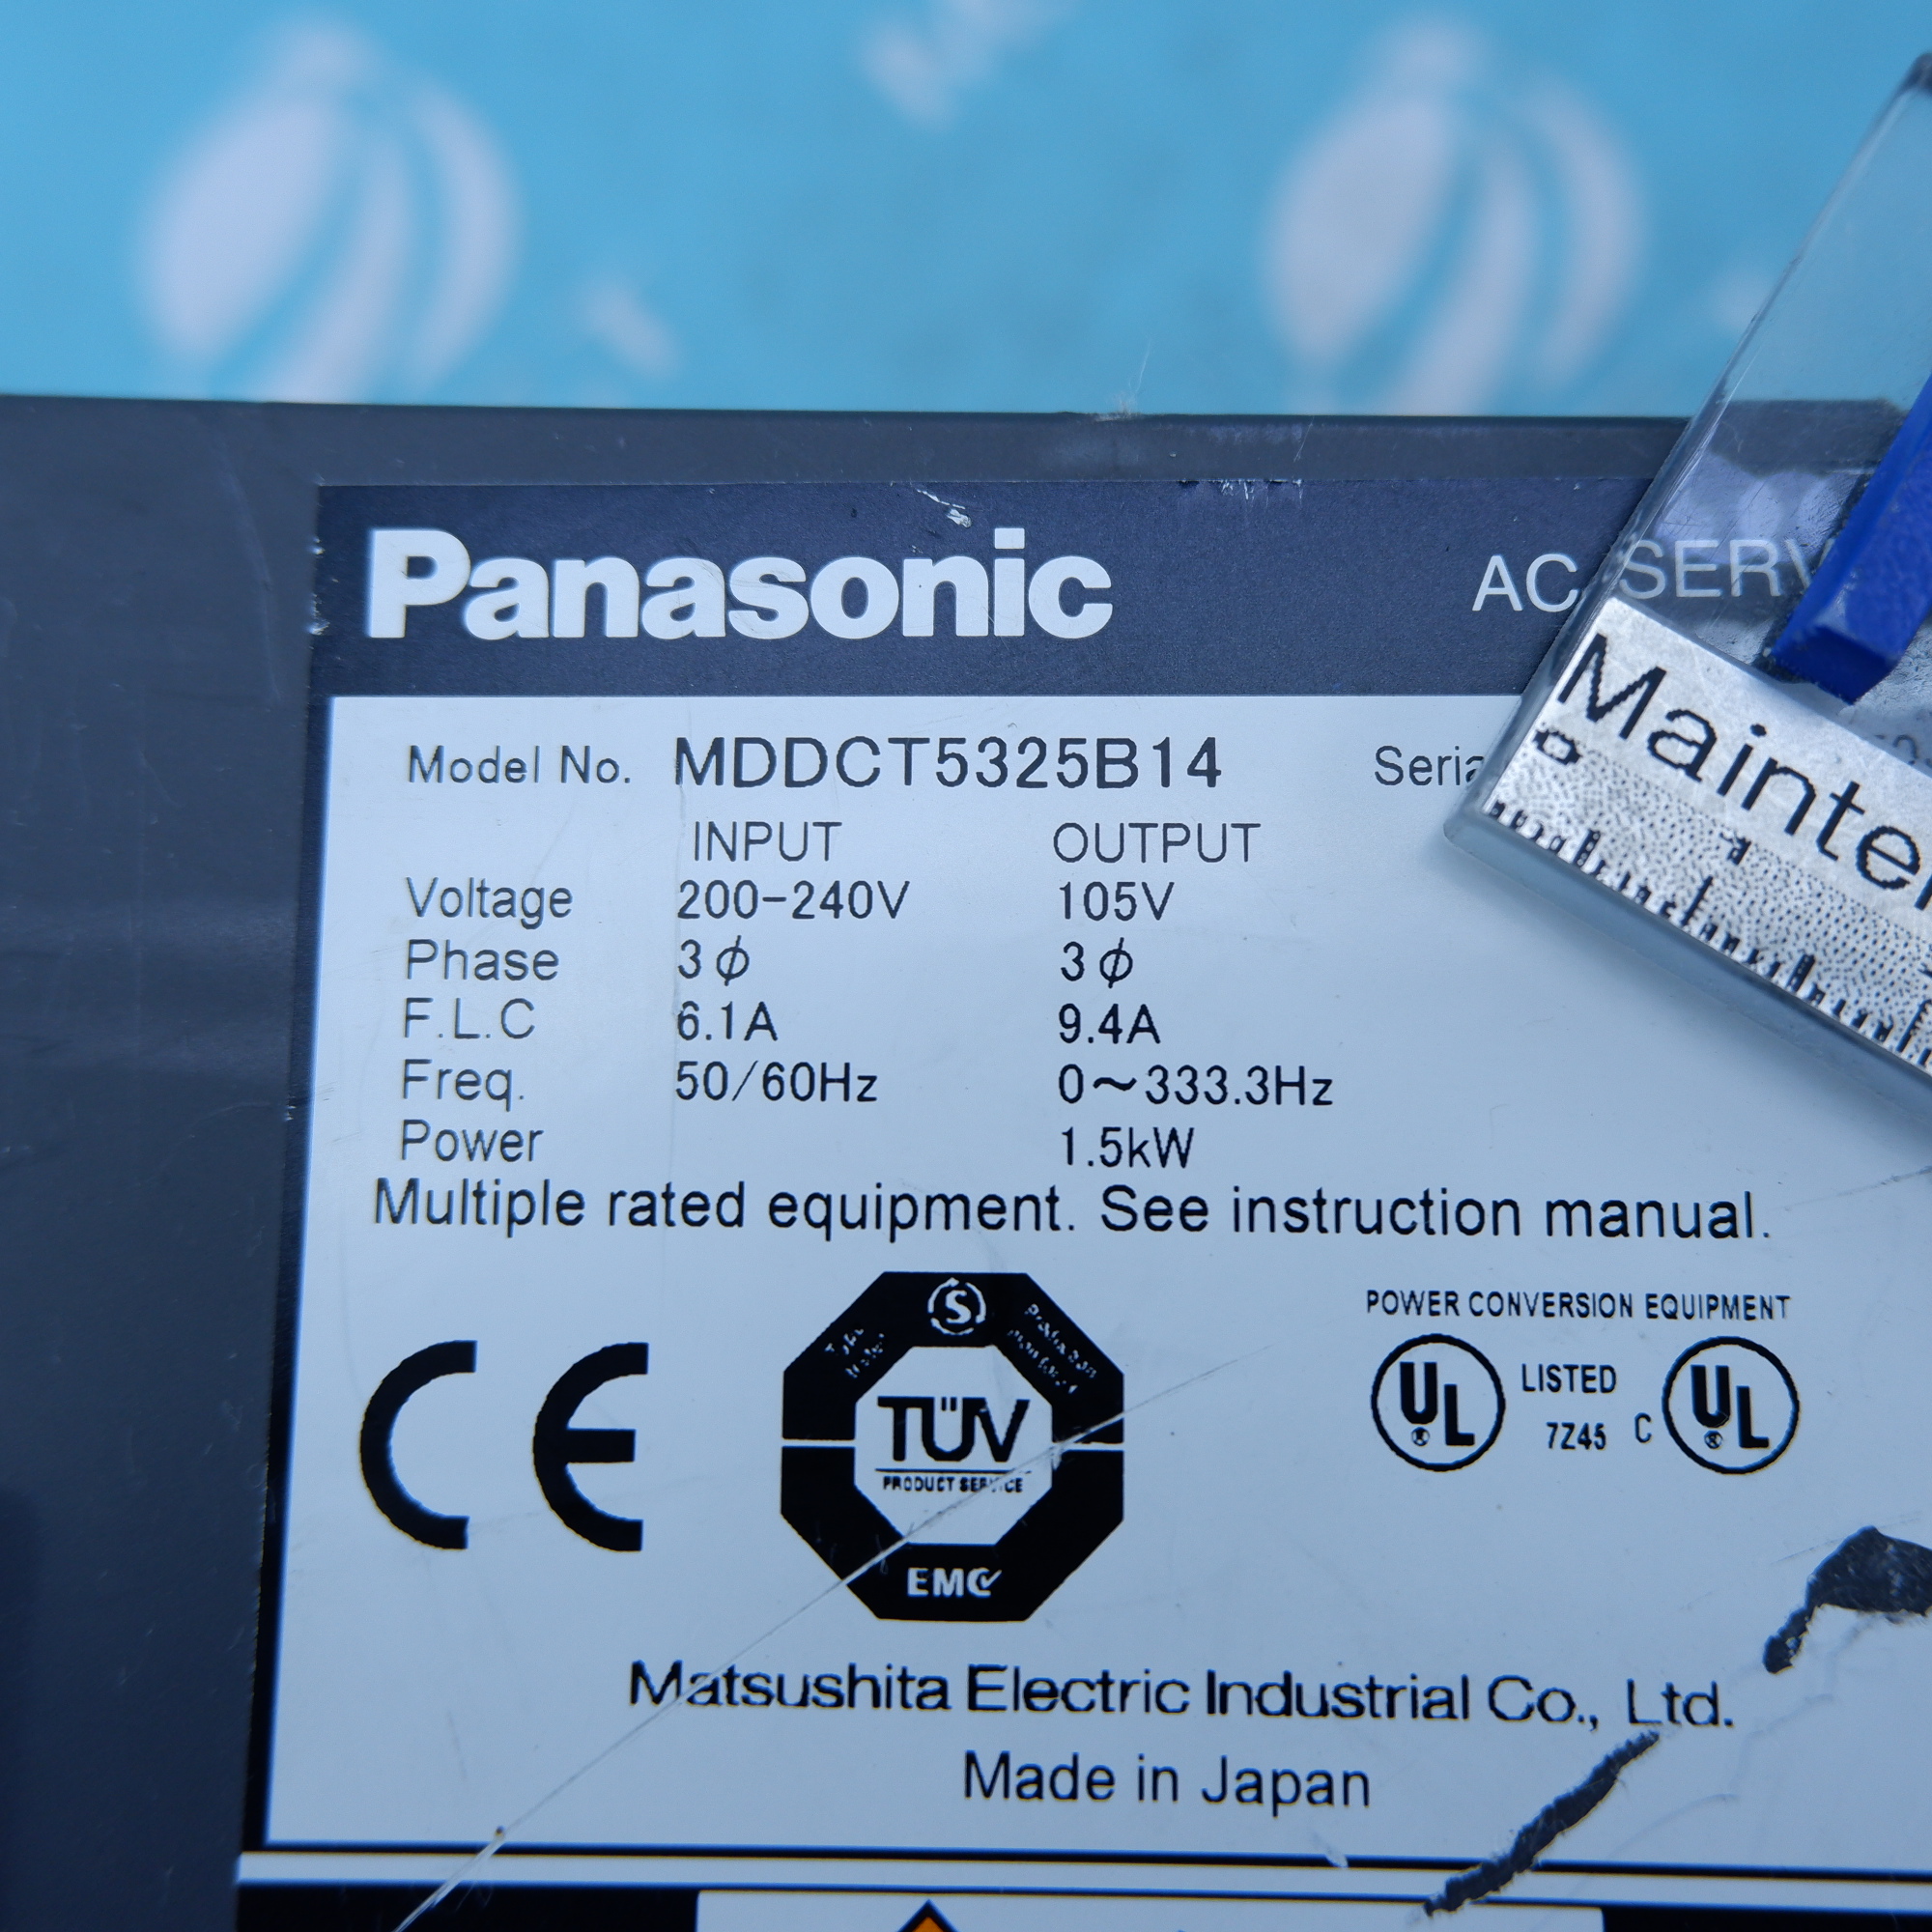 Panasonic
AC SERV
Model No. MDDCT5325B14 Seria
INPUT OUTPUT
Voltage 200-240V 105V
Phase 3ϕ 3ϕ
F.L.C 6.1A 9.4A
Freq. 50/60Hz 0~333.3Hz
Power 1.5kW
Multiple rated equipment. See instruction manual.
Mainte
CE
S
TÜV
PRODUCT SERVICE
EMC
POWER CONVERSION EQUIPMENT
UL ® LISTED 7Z45 C UL ®
Matsushita Electric Industrial Co., Ltd.
Made in Japan